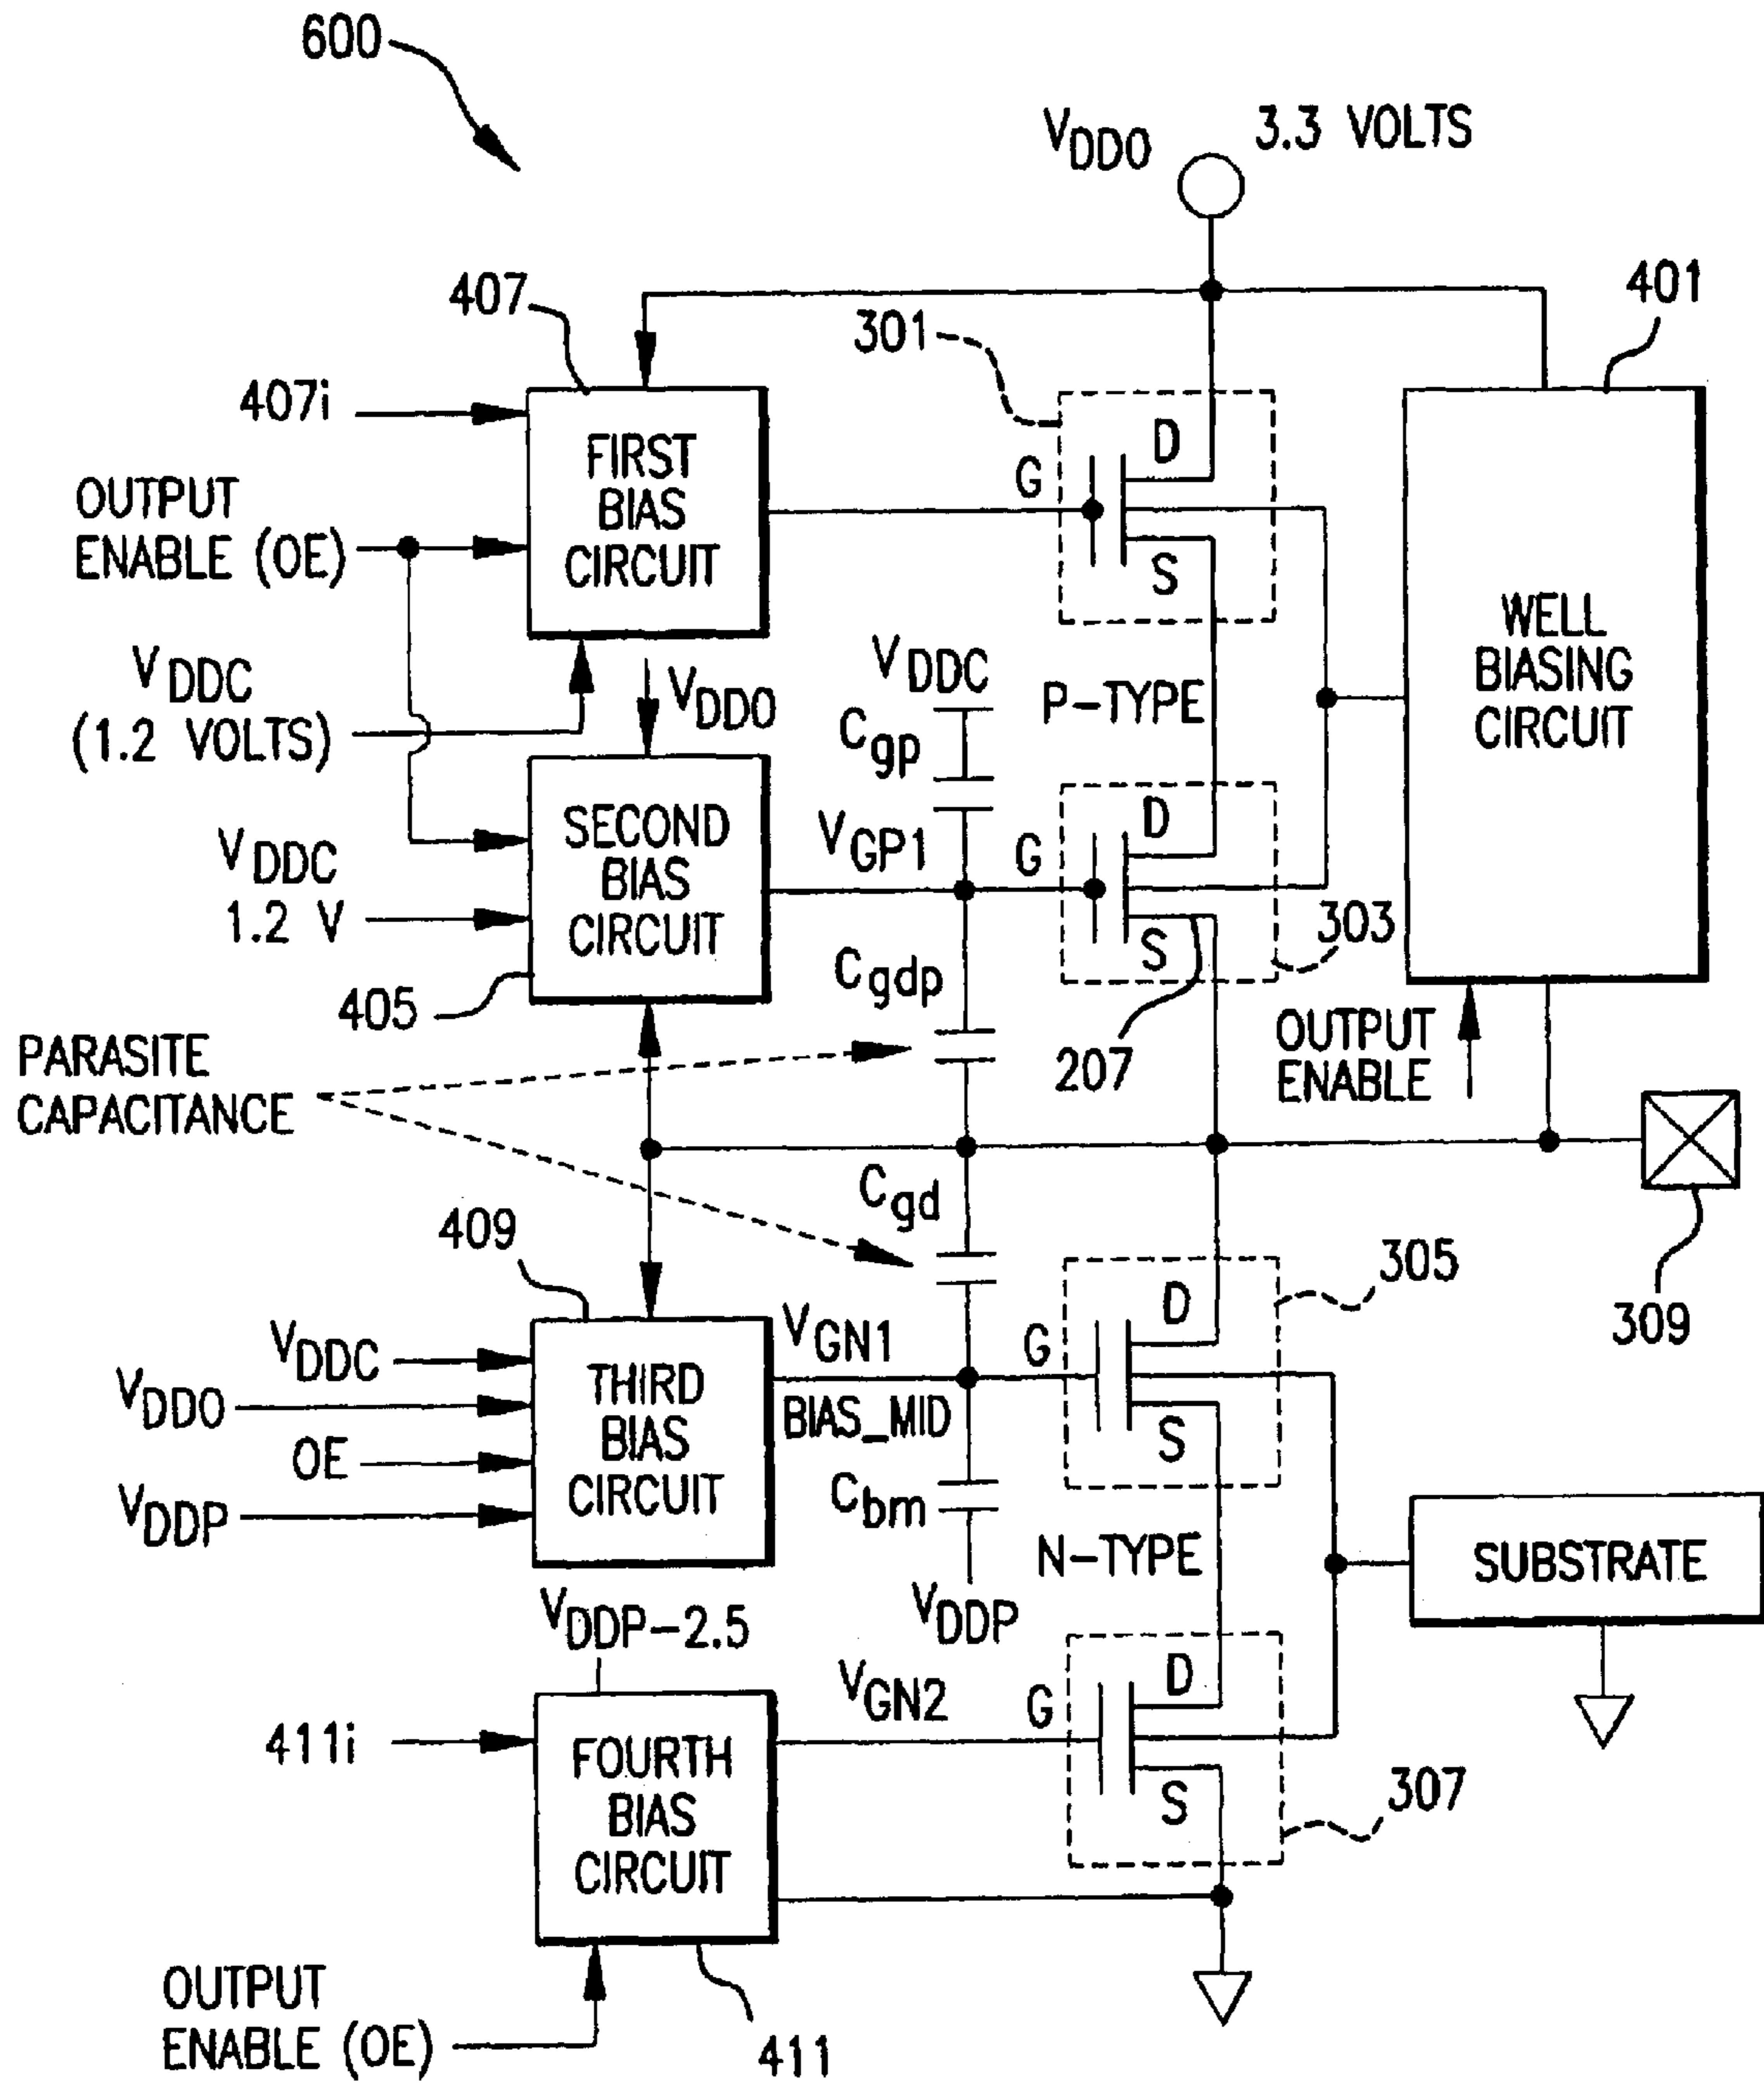 600
VDDO 3.3 VOLTS
407
301
401
407i
FIRST
BIAS
CIRCUIT
G
D
S
OUTPUT
ENABLE (OE)
WELL
BIASING
CIRCUIT
VDDC
(1.2 VOLTS)
VDDO
VDDC
P-TYPE
Cgp
SECOND
BIAS
CIRCUIT
VGP1
G
D
S
VDDC
1.2 V
303
Cgdp
405
207
OUTPUT
ENABLE
PARASITE
CAPACITANCE
Cgd
409
305
309
VDDC
VDDO
OE
VDDP
THIRD
BIAS
CIRCUIT
VGN1
BIAS_MID
G
D
S
Cbm
N-TYPE
SUBSTRATE
VDDP
VDDP-2.5
VGN2
G
D
S
411i
FOURTH
BIAS
CIRCUIT
307
OUTPUT
ENABLE (OE)
411